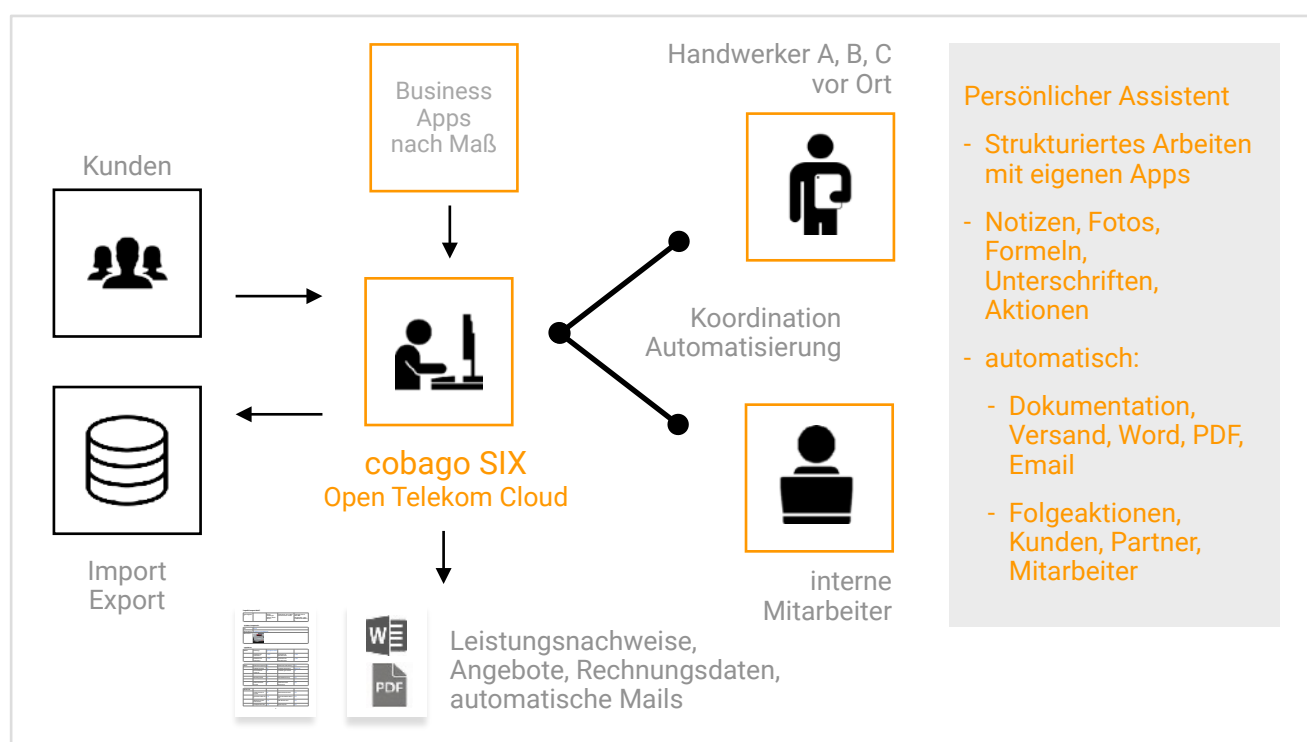 Kunden
Business
Apps
nach Maß
Handwerker A, B, C
vor Ort
Koordination
Automatisierung
cobago SIX
Open Telekom Cloud
Import
Export
interne
Mitarbeiter
W
PDF
Leistungsnachweise,
Angebote, Rechnungsdaten,
automatische Mails
Persönlicher Assistent
- Strukturiertes Arbeiten
mit eigenen Apps
- Notizen, Fotos,
Formeln,
Unterschriften,
Aktionen
- automatisch:
- Dokumentation,
Versand, Word, PDF,
Email
- Folgeaktionen,
Kunden, Partner,
Mitarbeiter